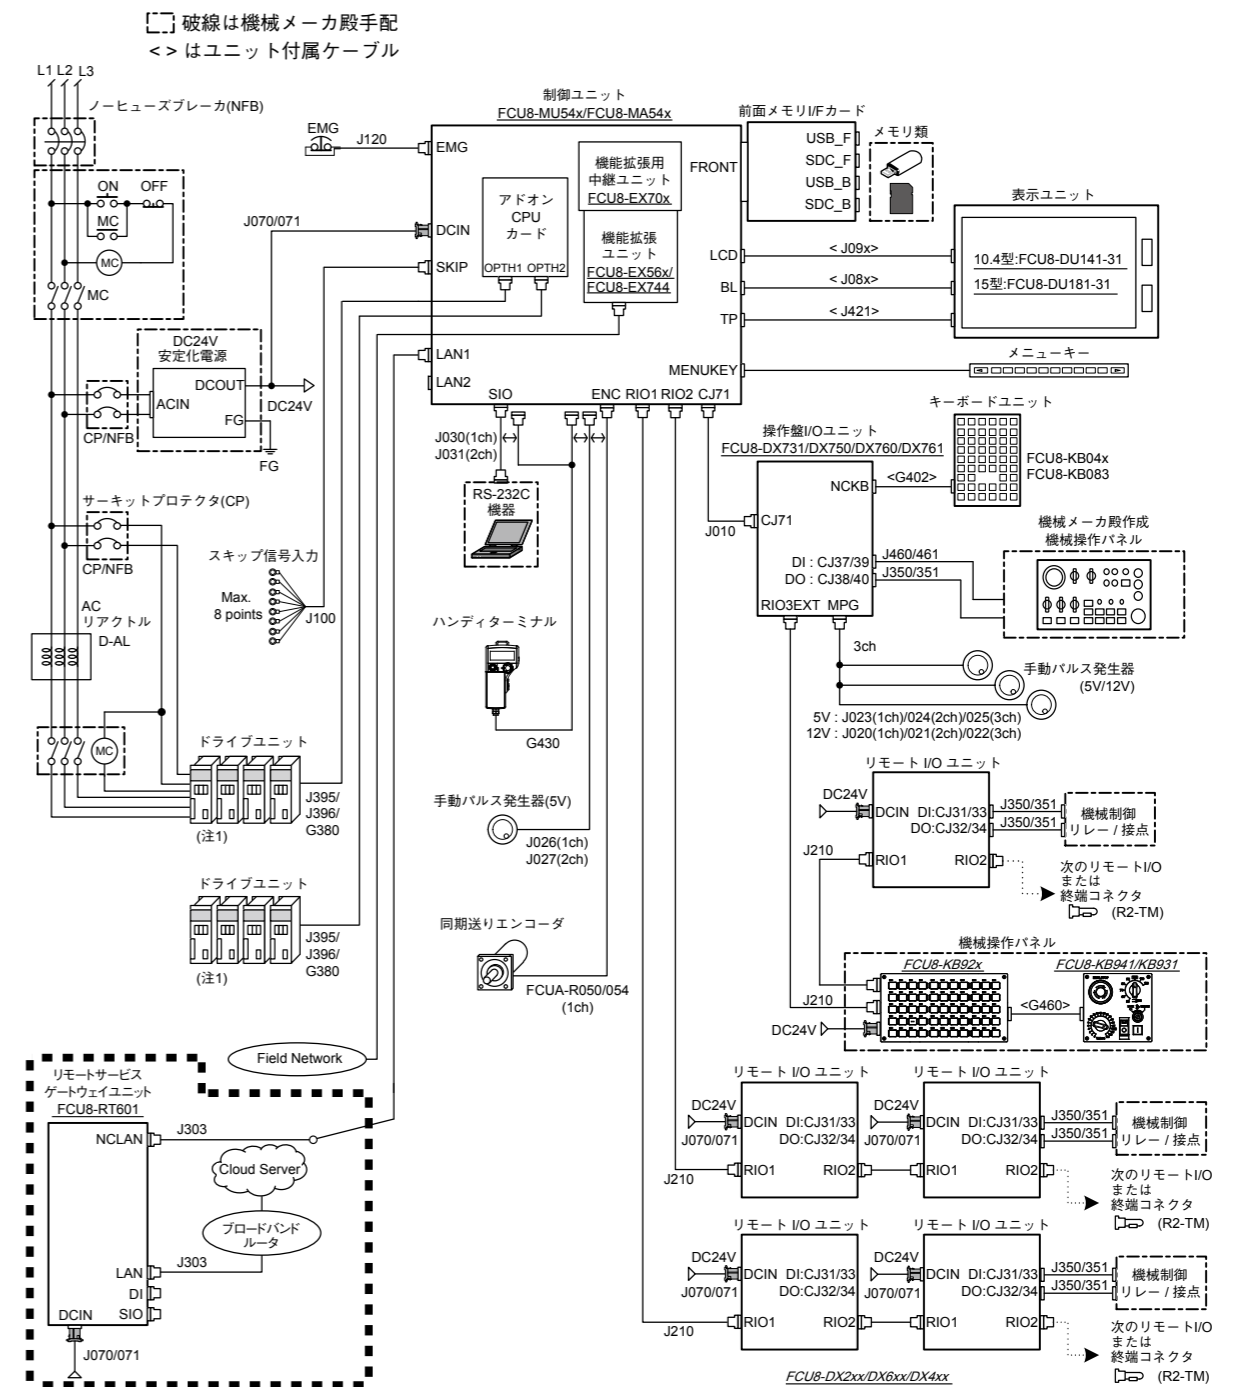 破線は機械メーカ殿手配
< > はユニット付属ケーブル
L1 L2 L3
ノーヒューズブレーカ(NFB)
ON OFF
MC
MC
MC
DC24V
安定化電源
DCOUT
ACIN
FG
DC24V
FG
CP/NFB
サーキットプロテクタ(CP)
CP/NFB
AC
リアクトル
D-AL
MC
ドライブユニット
(注1)
J395/
J396/
G380
ドライブユニット
(注1)
J395/
J396/
G380
EMG
J120
J070/071
スキップ信号入力
Max.
8 points
J100
制御ユニット
FCU8-MU54x/FCU8-MA54x
EMG
DCIN
SKIP
LAN1
LAN2
SIO
ENC RIO1 RIO2 CJ71
FRONT
LCD
BL
TP
MENUKEY
アドオン
CPU
カード
OPTH1 OPTH2
機能拡張用
中継ユニット
FCU8-EX70x
機能拡張
ユニット
FCU8-EX56x/
FCU8-EX744
前面メモリI/Fカード
USB_F
SDC_F
USB_B
SDC_B
メモリ類
表示ユニット
10.4型:FCU8-DU141-31
15型:FCU8-DU181-31
< J09x>
< J08x>
< J421>
メニューキー
キーボードユニット
FCU8-KB04x
FCU8-KB083
<G402>
操作盤I/Oユニット
FCU8-DX731/DX750/DX760/DX761
NCKB
CJ71
DI : CJ37/39
DO : CJ38/40
RIO3EXT MPG
J010
J460/461
J350/351
機械メーカ殿作成
機械操作パネル
3ch
手動パルス発生器
(5V/12V)
5V : J023(1ch)/024(2ch)/025(3ch)
12V : J020(1ch)/021(2ch)/022(3ch)
J030(1ch)
J031(2ch)
RS-232C
機器
ハンディターミナル
G430
手動パルス発生器(5V)
J026(1ch)
J027(2ch)
同期送りエンコーダ
FCUA-R050/054
(1ch)
Field Network
リモート I/O ユニット
DC24V
DCIN DI:CJ31/33
DO:CJ32/34
RIO1 RIO2
J210
J350/351
J350/351
機械制御
リレー / 接点
次のリモートI/O
または
終端コネクタ
(R2-TM)
機械操作パネル
FCU8-KB92x
FCU8-KB941/KB931
J210
<G460>
DC24V
リモートサービス
ゲートウェイユニット
FCU8-RT601
NCLAN
J303
Cloud Server
ブロードバンド
ルータ
LAN
J303
DI
DCIN SIO
J070/071
リモート I/O ユニット リモート I/O ユニット
DC24V
J070/071
DCIN DI:CJ31/33
DO:CJ32/34
RIO1 RIO2
J210
DC24V
J070/071
DCIN DI:CJ31/33
DO:CJ32/34
RIO1 RIO2
J350/351
J350/351
機械制御
リレー / 接点
次のリモートI/O
または
終端コネクタ
(R2-TM)
リモート I/O ユニット リモート I/O ユニット
DC24V
J070/071
DCIN DI:CJ31/33
DO:CJ32/34
RIO1 RIO2
J210
DC24V
J070/071
DCIN DI:CJ31/33
DO:CJ32/34
RIO1 RIO2
J350/351
J350/351
機械制御
リレー / 接点
次のリモートI/O
または
終端コネクタ
(R2-TM)
FCU8-DX2xx/DX6xx/DX4xx